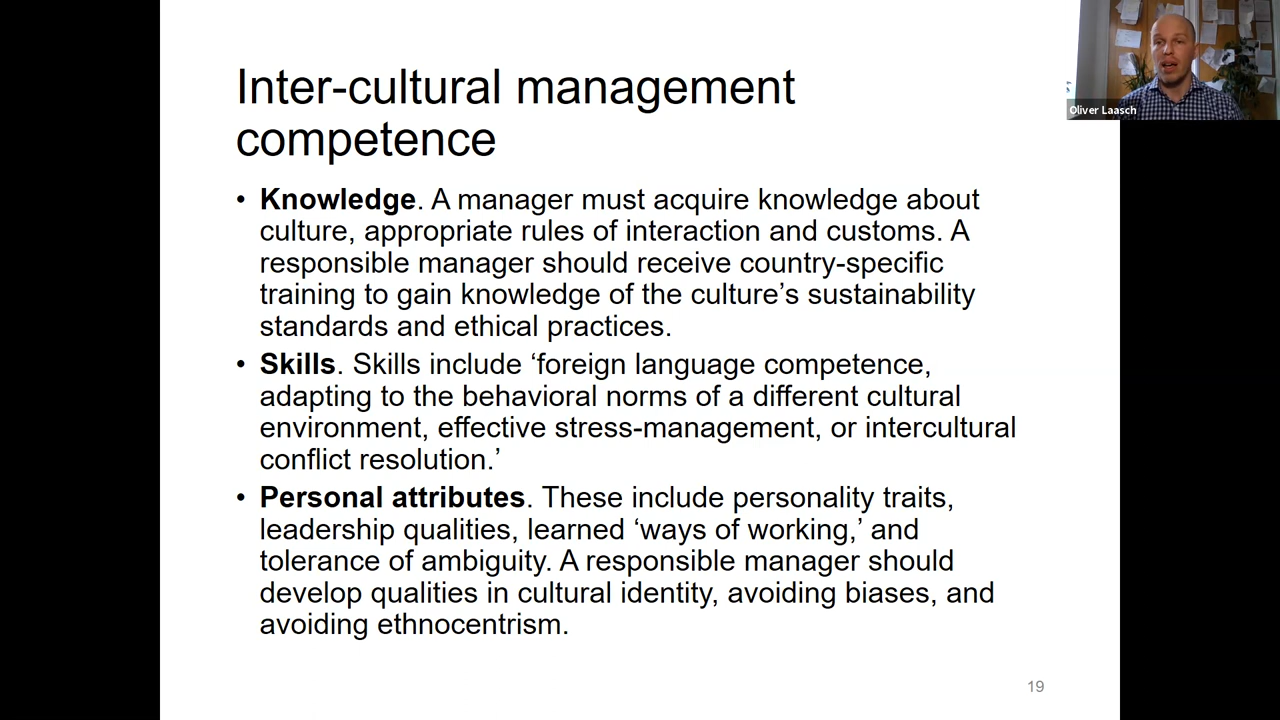 Inter-cultural management
competence
• Knowledge. A manager must acquire knowledge about
culture, appropriate rules of interaction and customs. A
responsible manager should receive country-specific
training to gain knowledge of the culture’s sustainability
standards and ethical practices.
• Skills. Skills include ‘foreign language competence,
adapting to the behavioral norms of a different cultural
environment, effective stress-management, or intercultural
conflict resolution.’
• Personal attributes. These include personality traits,
leadership qualities, learned ‘ways of working,’ and
tolerance of ambiguity. A responsible manager should
develop qualities in cultural identity, avoiding biases, and
avoiding ethnocentrism.
19
Oliver Laasch